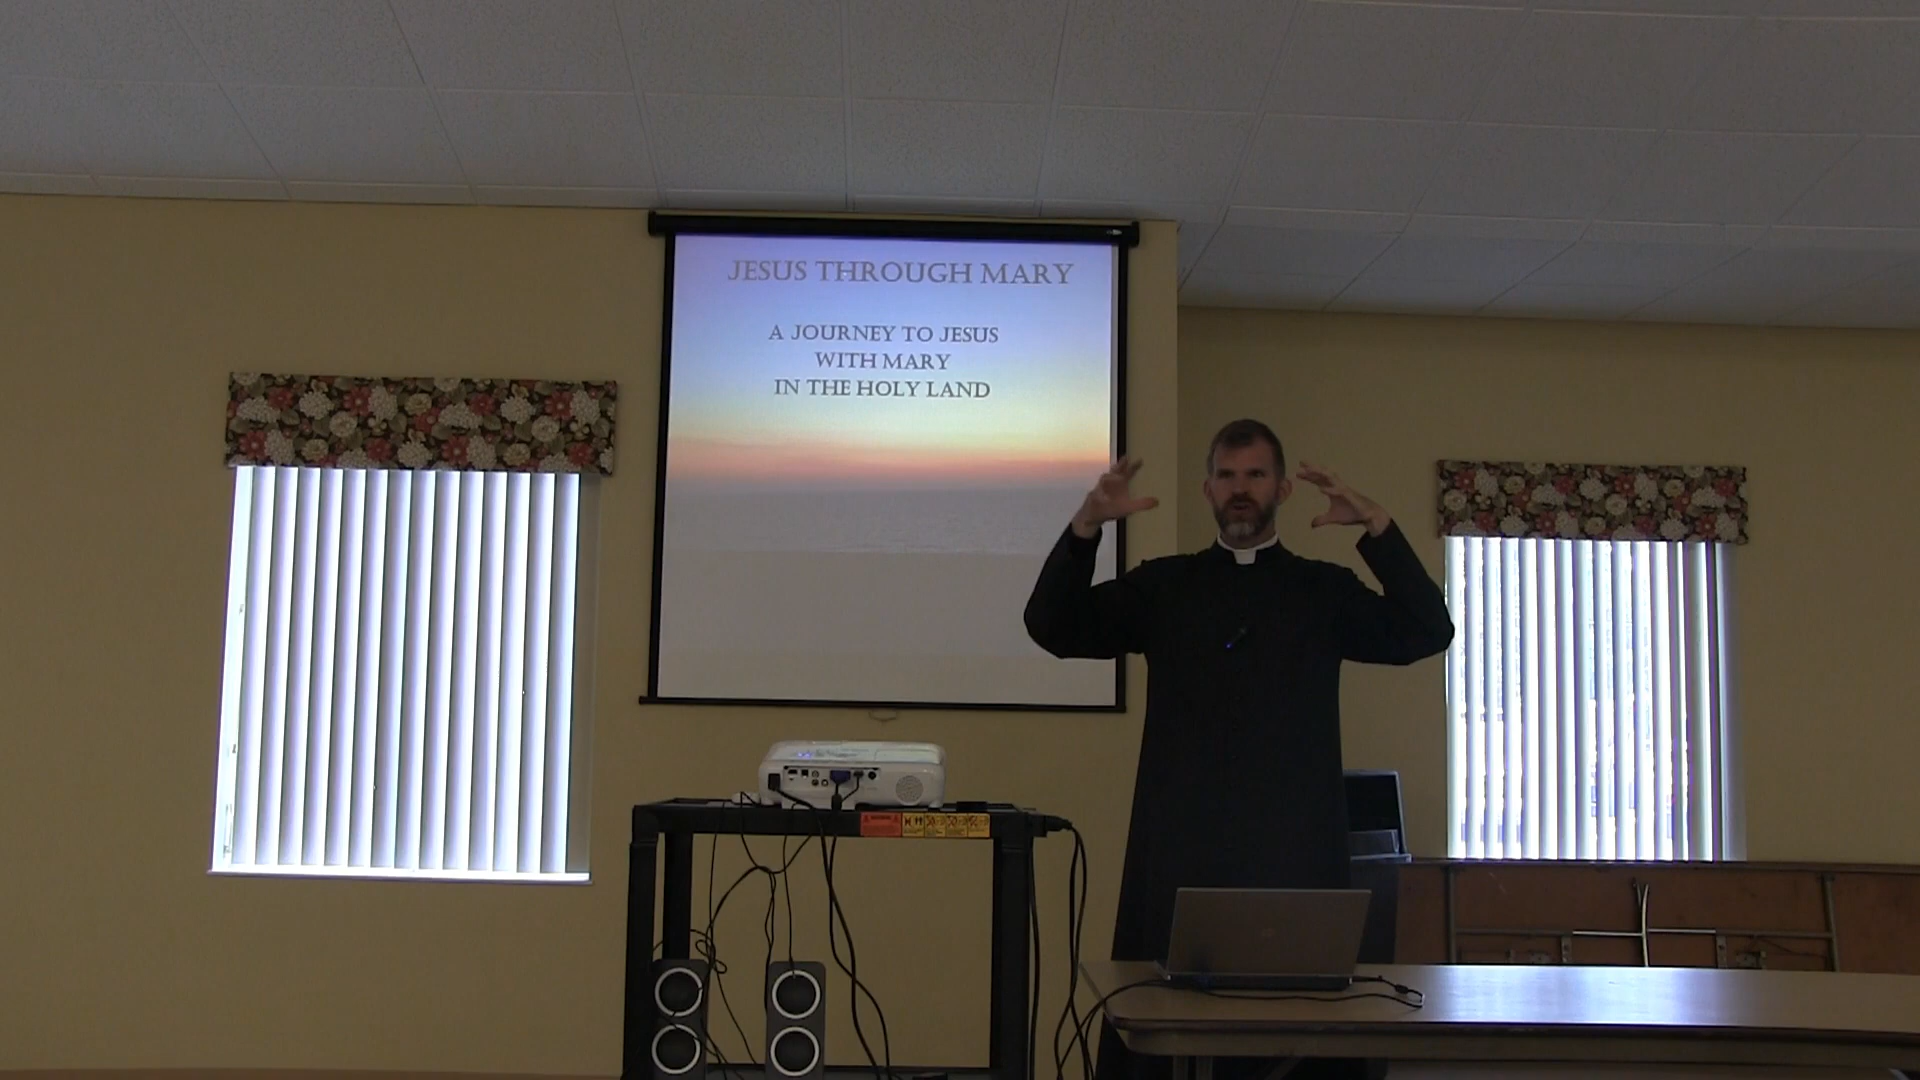 JESUS THROUGH MARY
A JOURNEY TO JESUS
WITH MARY
IN THE HOLY LAND